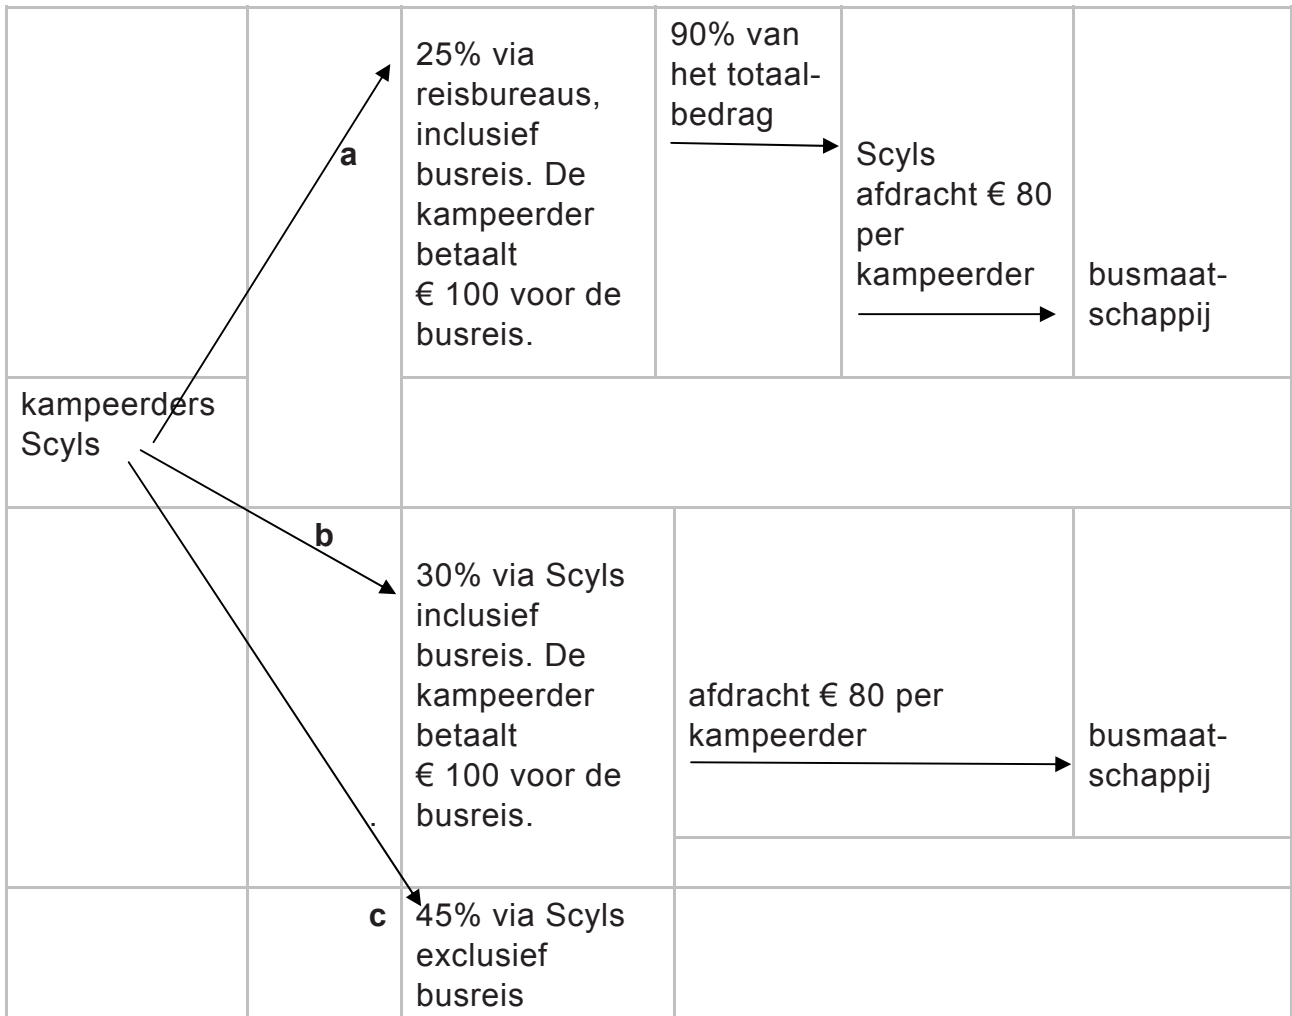 25% via
reisbureaus,
inclusief
busreis. De
kampeerder
betaalt
€ 100 voor de
busreis.
90% van
het totaal-
bedrag
Scyls
afdracht € 80
per
kampeerder
busmaat-
schappij
a
kampeerders
Scyls
b
30% via Scyls
inclusief
busreis. De
kampeerder
betaalt
€ 100 voor de
busreis.
afdracht € 80 per
kampeerder
busmaat-
schappij
c
45% via Scyls
exclusief
busreis